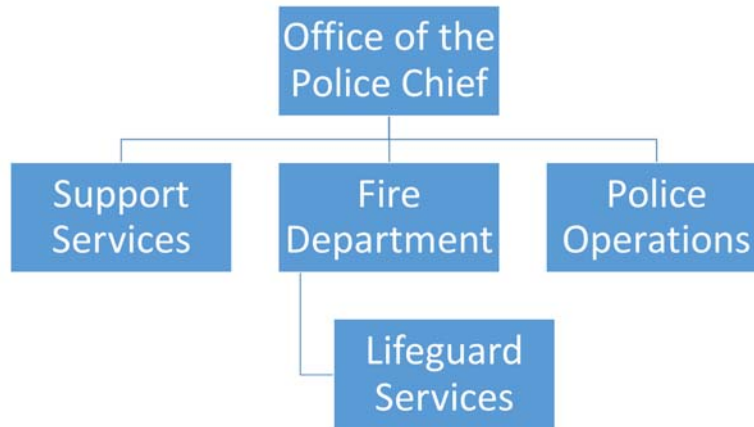 Office of the
Police Chief
Support
Services
Fire
Department
Police
Operations
Lifeguard
Services